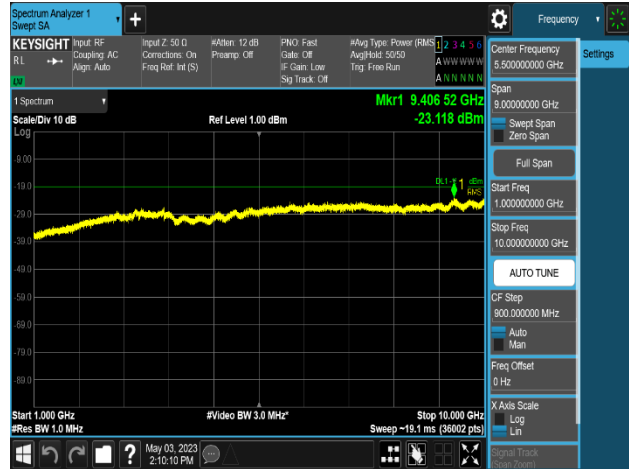 Spectrum Analyzer 1
Swept SA
Frequency
KEYSIGHT
Input: RF
Input Z: 50 Ω
#Atten: 12 dB
PNO: Fast
#Avg Type: Power (RMS
1 2 3 4 5 6
RL
Coupling: AC
Corrections: On
Preamp: Off
Gate: Off
Avg|Hold: 50/50
A WW WW W
Align: Auto
Freq Ref: Int (S)
IF Gain: Low
Trig: Free Run
Sig Track: Off
A N N N N N
LW
1 Spectrum
Mkr1 9.406 52 GHz
Scale/Div 10 dB
Ref Level 1.00 dBm
-23.118 dBm
Log
-9.00
-19.0
-29.0
-39.0
-49.0
-59.0
-69.0
-79.0
-89.0
1
dBm
RMS
Start 1.000 GHz
#Video BW 3.0 MHz*
Stop 10.000 GHz
#Res BW 1.0 MHz
Sweep ~19.1 ms (36002 pts)
Center Frequency
5.500000000 GHz
Settings
Span
9.00000000 GHz
Swept Span
Zero Span
Full Span
Start Freq
1.000000000 GHz
Stop Freq
10.000000000 GHz
AUTO TUNE
CF Step
900.000000 MHz
Auto
Man
Freq Offset
0 Hz
X Axis Scale
Log
Lin
Signal Track
(Span Zoom)
May 03, 2023
2:10:10 PM